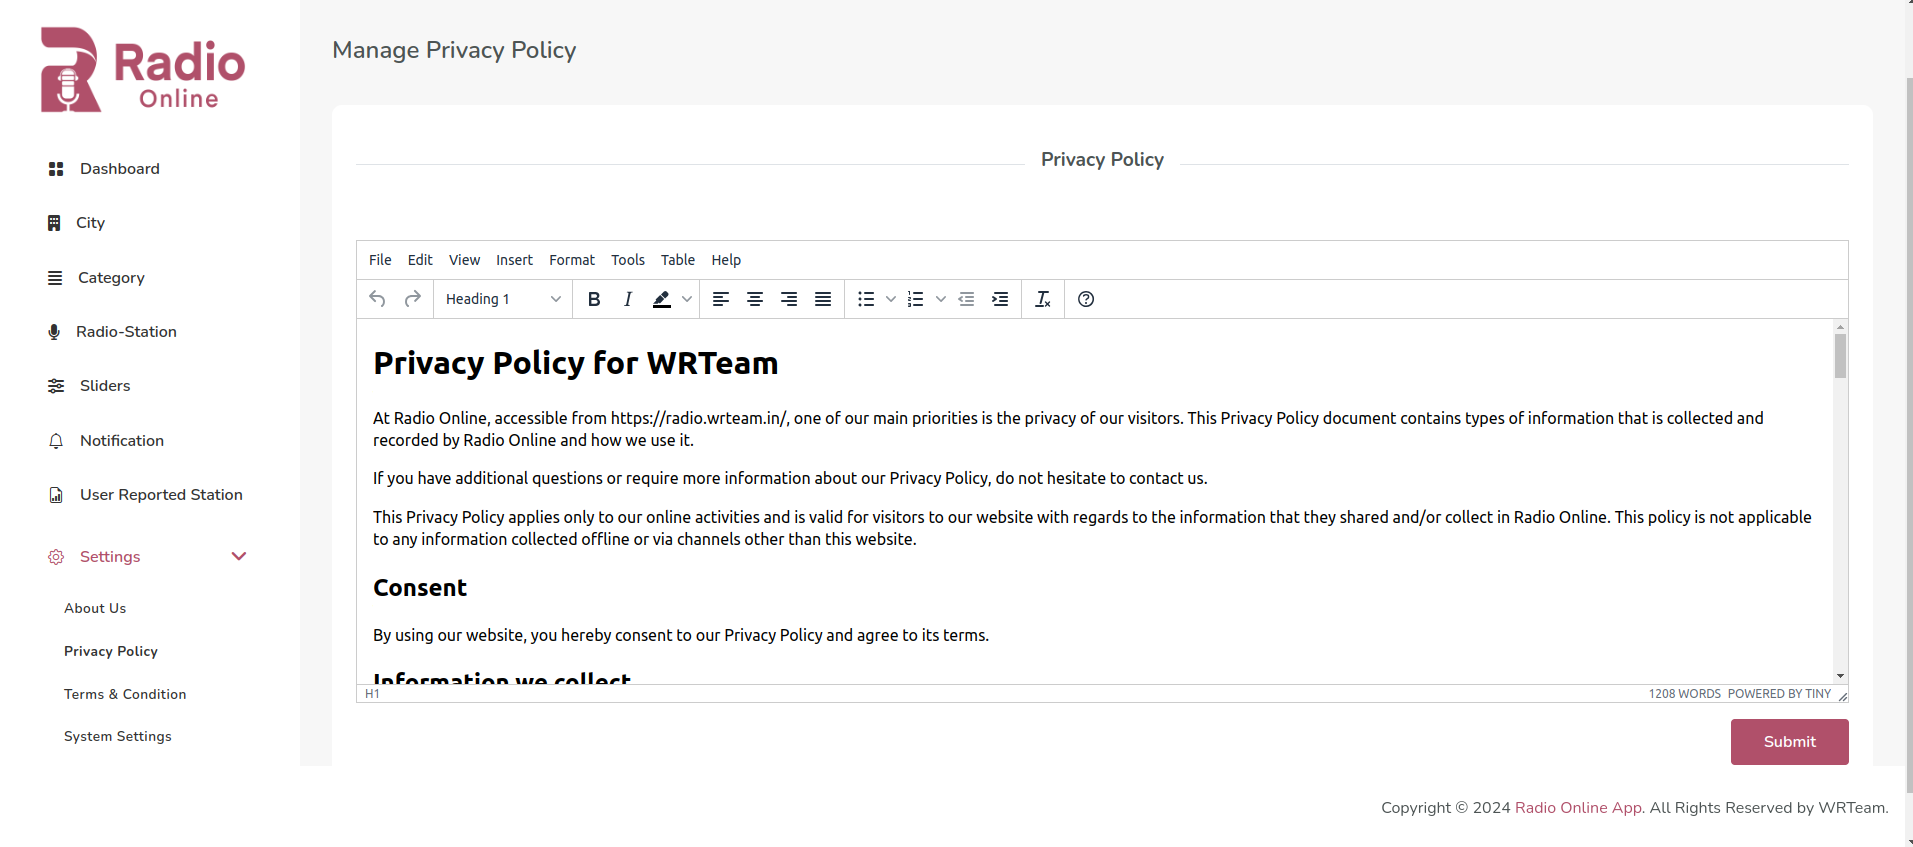 Radio
Online
Dashboard
City
Category
Radio-Station
Sliders
Notification
User Reported Station
Settings
About Us
Privacy Policy
Terms & Condition
System Settings
Manage Privacy Policy
Privacy Policy
File Edit View Insert Format Tools Table Help
Heading 1 B I
Privacy Policy for WRTeam
At Radio Online, accessible from https://radio.wrteam.in/, one of our main priorities is the privacy of our visitors. This Privacy Policy document contains types of information that is collected and
recorded by Radio Online and how we use it.
If you have additional questions or require more information about our Privacy Policy, do not hesitate to contact us.
This Privacy Policy applies only to our online activities and is valid for visitors to our website with regards to the information that they shared and/or collect in Radio Online. This policy is not applicable
to any information collected offline or via channels other than this website.
Consent
By using our website, you hereby consent to our Privacy Policy and agree to its terms.
Information we collect
H1 1208 WORDS POWERED BY TINY
Submit
Copyright © 2024 Radio Online App. All Rights Reserved by WRTeam.